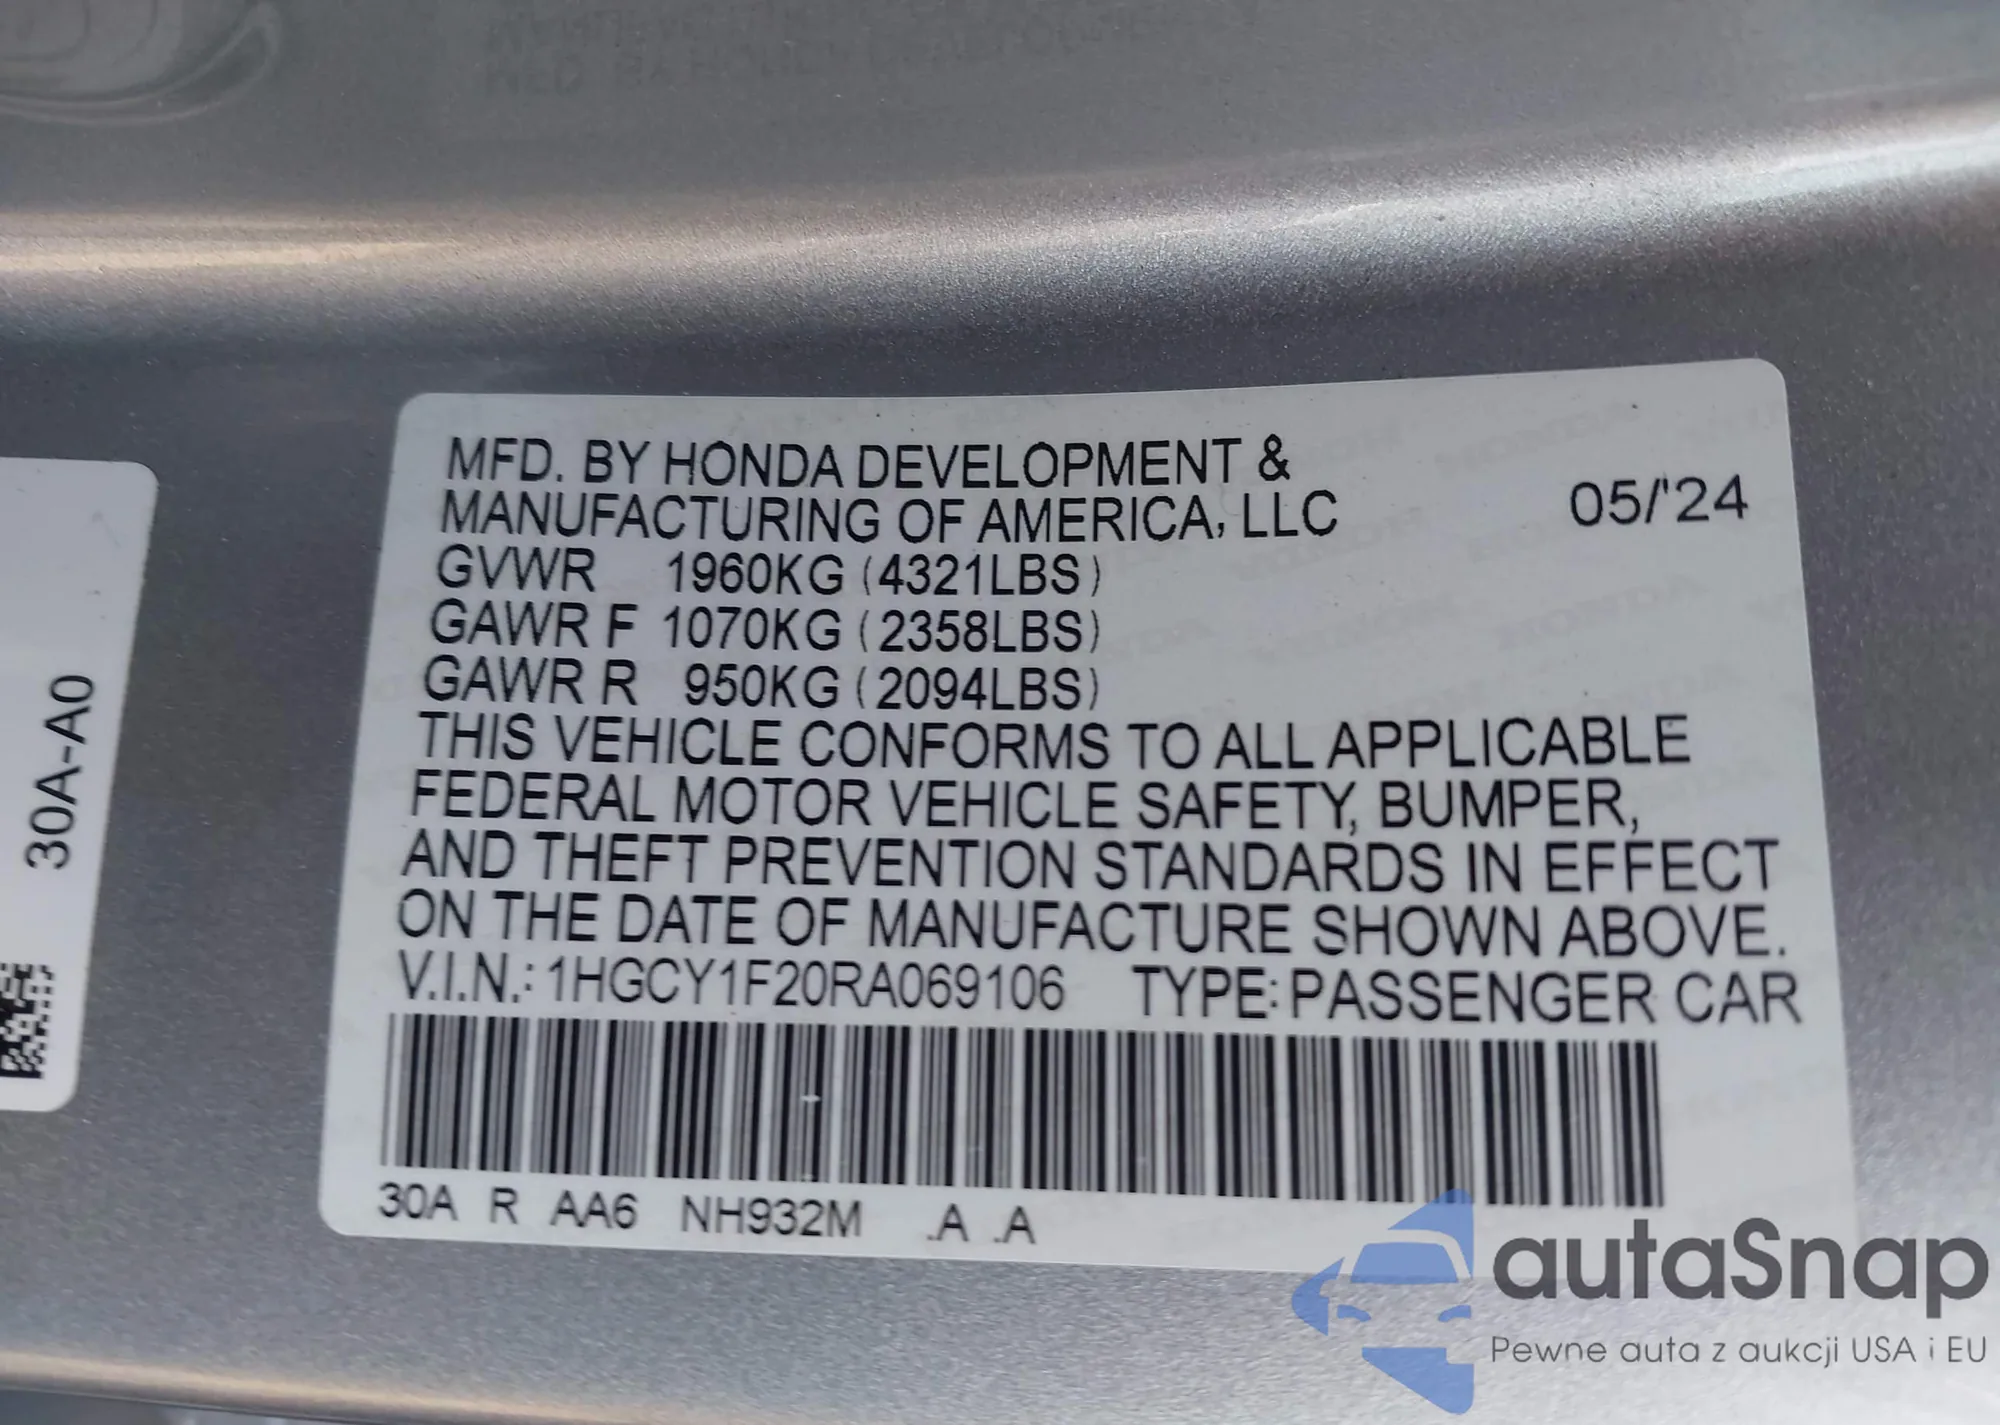 MFD. BY HONDA DEVELOPMENT &
MANUFACTURING OF AMERICA, LLC 05/'24
GVWR 1960KG (4321LBS)
GAWR F 1070KG (2358LBS)
GAWR R 950KG (2094LBS)
THIS VEHICLE CONFORMS TO ALL APPLICABLE
FEDERAL MOTOR VEHICLE SAFETY, BUMPER,
AND THEFT PREVENTION STANDARDS IN EFFECT
ON THE DATE OF MANUFACTURE SHOWN ABOVE.
V.I.N.: 1HGCY1F20RA069106 TYPE: PASSENGER CAR
30A R AA6 NH932M .A .A
30A-A0
autaSnap
Pewne auta z aukcji USA i EU